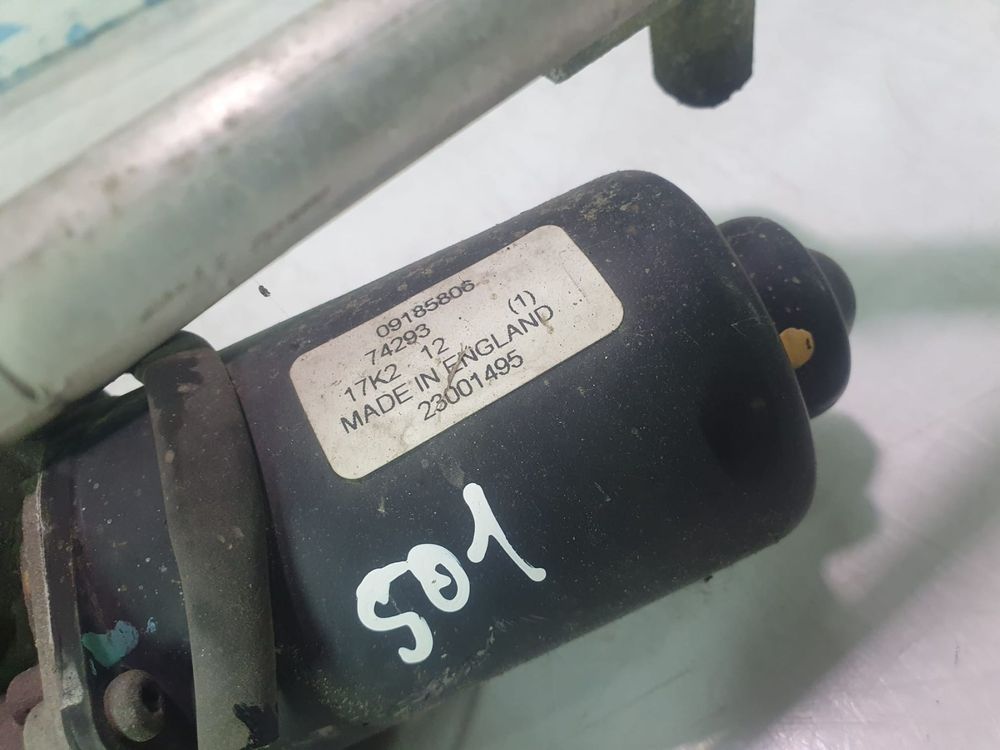 09185806
74293 (1)
17K2 12
MADE IN ENGLAND
23001495
501